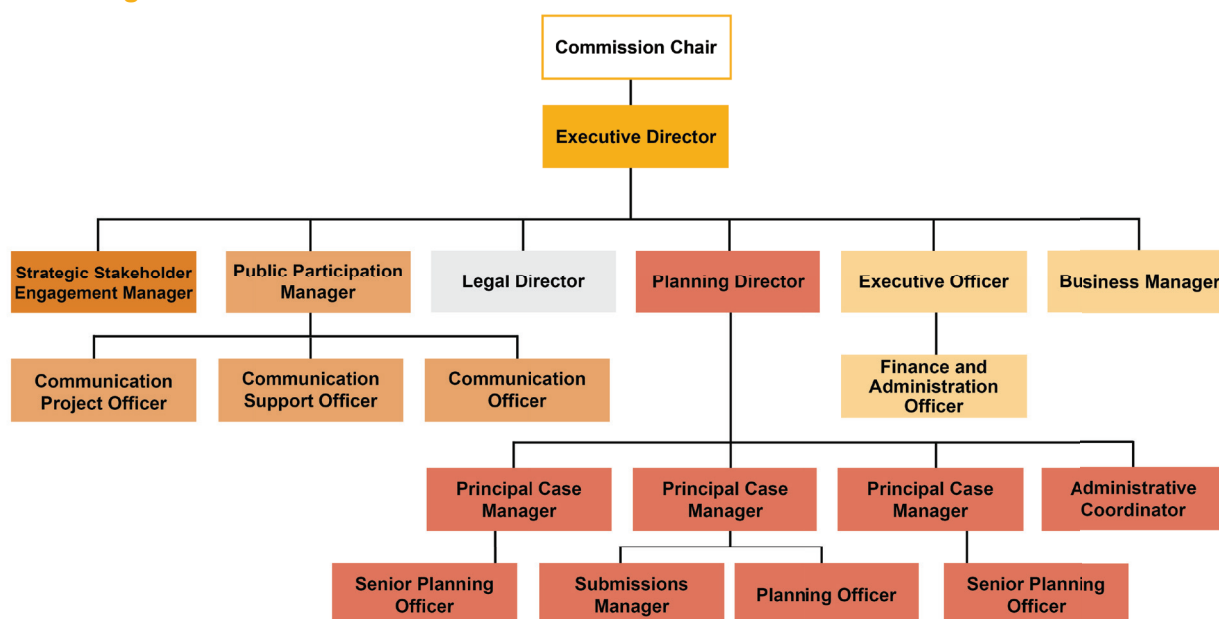 Commission Chair
Executive Director
Strategic Stakeholder
Engagement Manager
Public Participation
Manager
Legal Director
Planning Director
Executive Officer
Business Manager
Communication
Project Officer
Communication
Support Officer
Communication
Officer
Finance and
Administration
Officer
Principal Case
Manager
Principal Case
Manager
Principal Case
Manager
Administrative
Coordinator
Senior Planning
Officer
Submissions
Manager
Planning Officer
Senior Planning
Officer